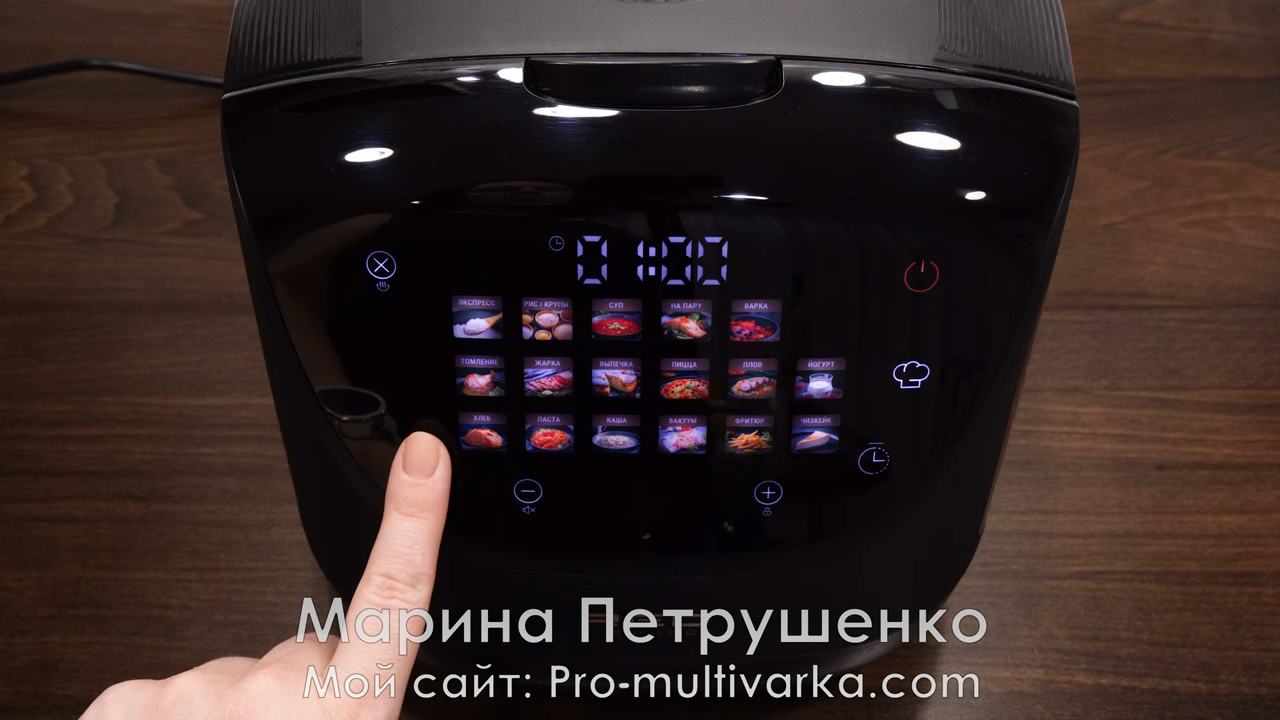 0 1:00
ЭКСПРЕСС РИС / КРУПЫ СУП НА ПАРУ ВАРКА
ТОМЛЕНИЕ ЖАРКА ВЫПЕЧКА ПИЦЦА ПЛОВ ЙОГУРТ
ХЛЕБ ПАСТА КАША ВАКУУМ ФРИТЮР ЧИЗКЕЙК
Марина Петрушенко
Мой сайт: Pro-multivarka.com